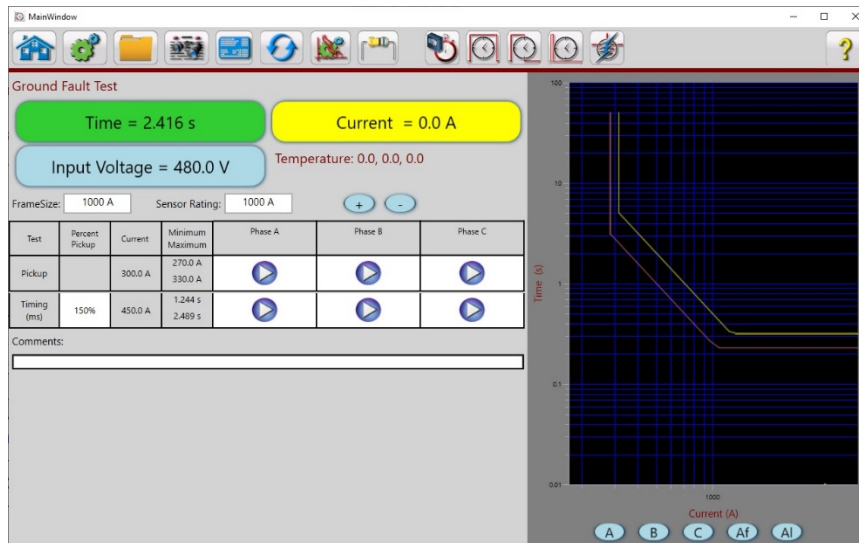 MainWindow
Ground Fault Test
Time = 2.416 s
Current = 0.0 A
Input Voltage = 480.0 V
Temperature: 0.0, 0.0, 0.0
FrameSize: 1000 A Sensor Rating: 1000 A + -
Test Percent Pickup Current Minimum Maximum Phase A Phase B Phase C
Pickup 300.0 A 270.0 A 330.0 A
Timing (ms) 150% 450.0 A 1.244 s 2.489 s
Comments:
100
10
1
0.1
0.01
Time (s)
1000
Current (A)
A B C Af Al
?